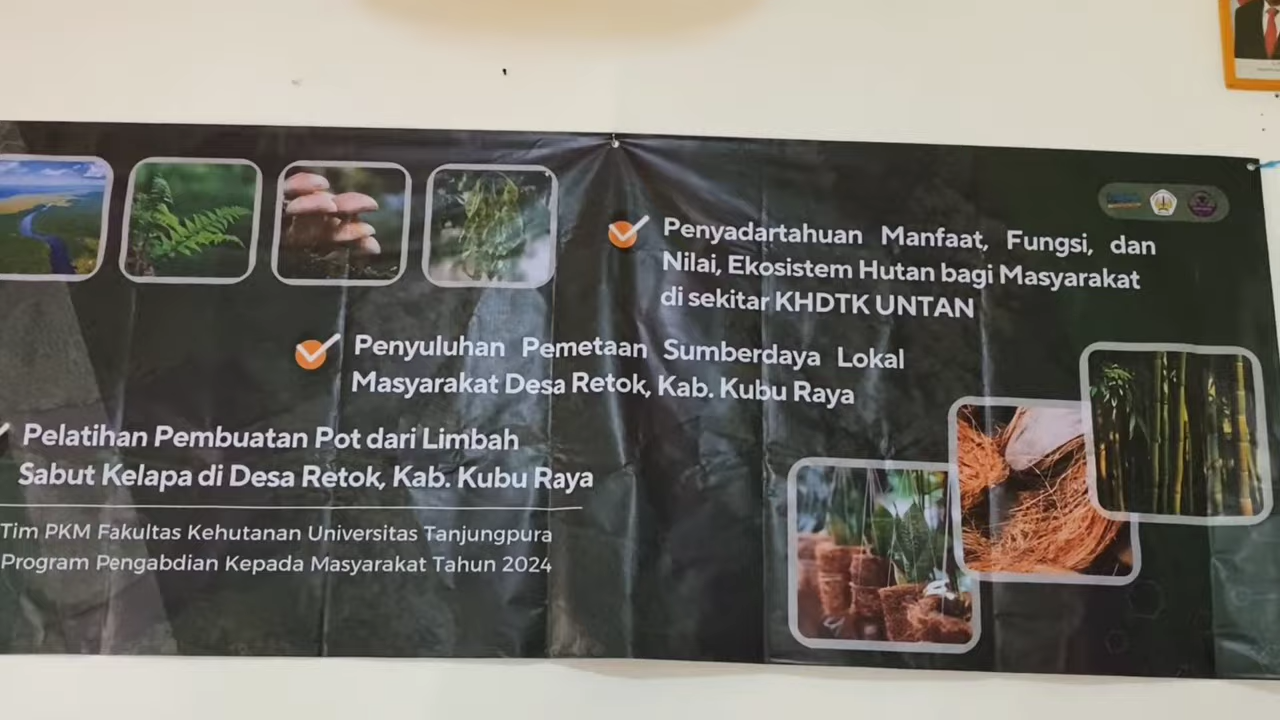 Penyadartahuan Manfaat, Fungsi, dan
Nilai, Ekosistem Hutan bagi Masyarakat
di sekitar KHDTK UNTAN
Penyuluhan Pemetaan Sumberdaya Lokal
Masyarakat Desa Retok, Kab. Kubu Raya
Pelatihan Pembuatan Pot dari Limbah
Sabut Kelapa di Desa Retok, Kab. Kubu Raya
Tim PKM Fakultas Kehutanan Universitas Tanjungpura
Program Pengabdian Kepada Masyarakat Tahun 2024